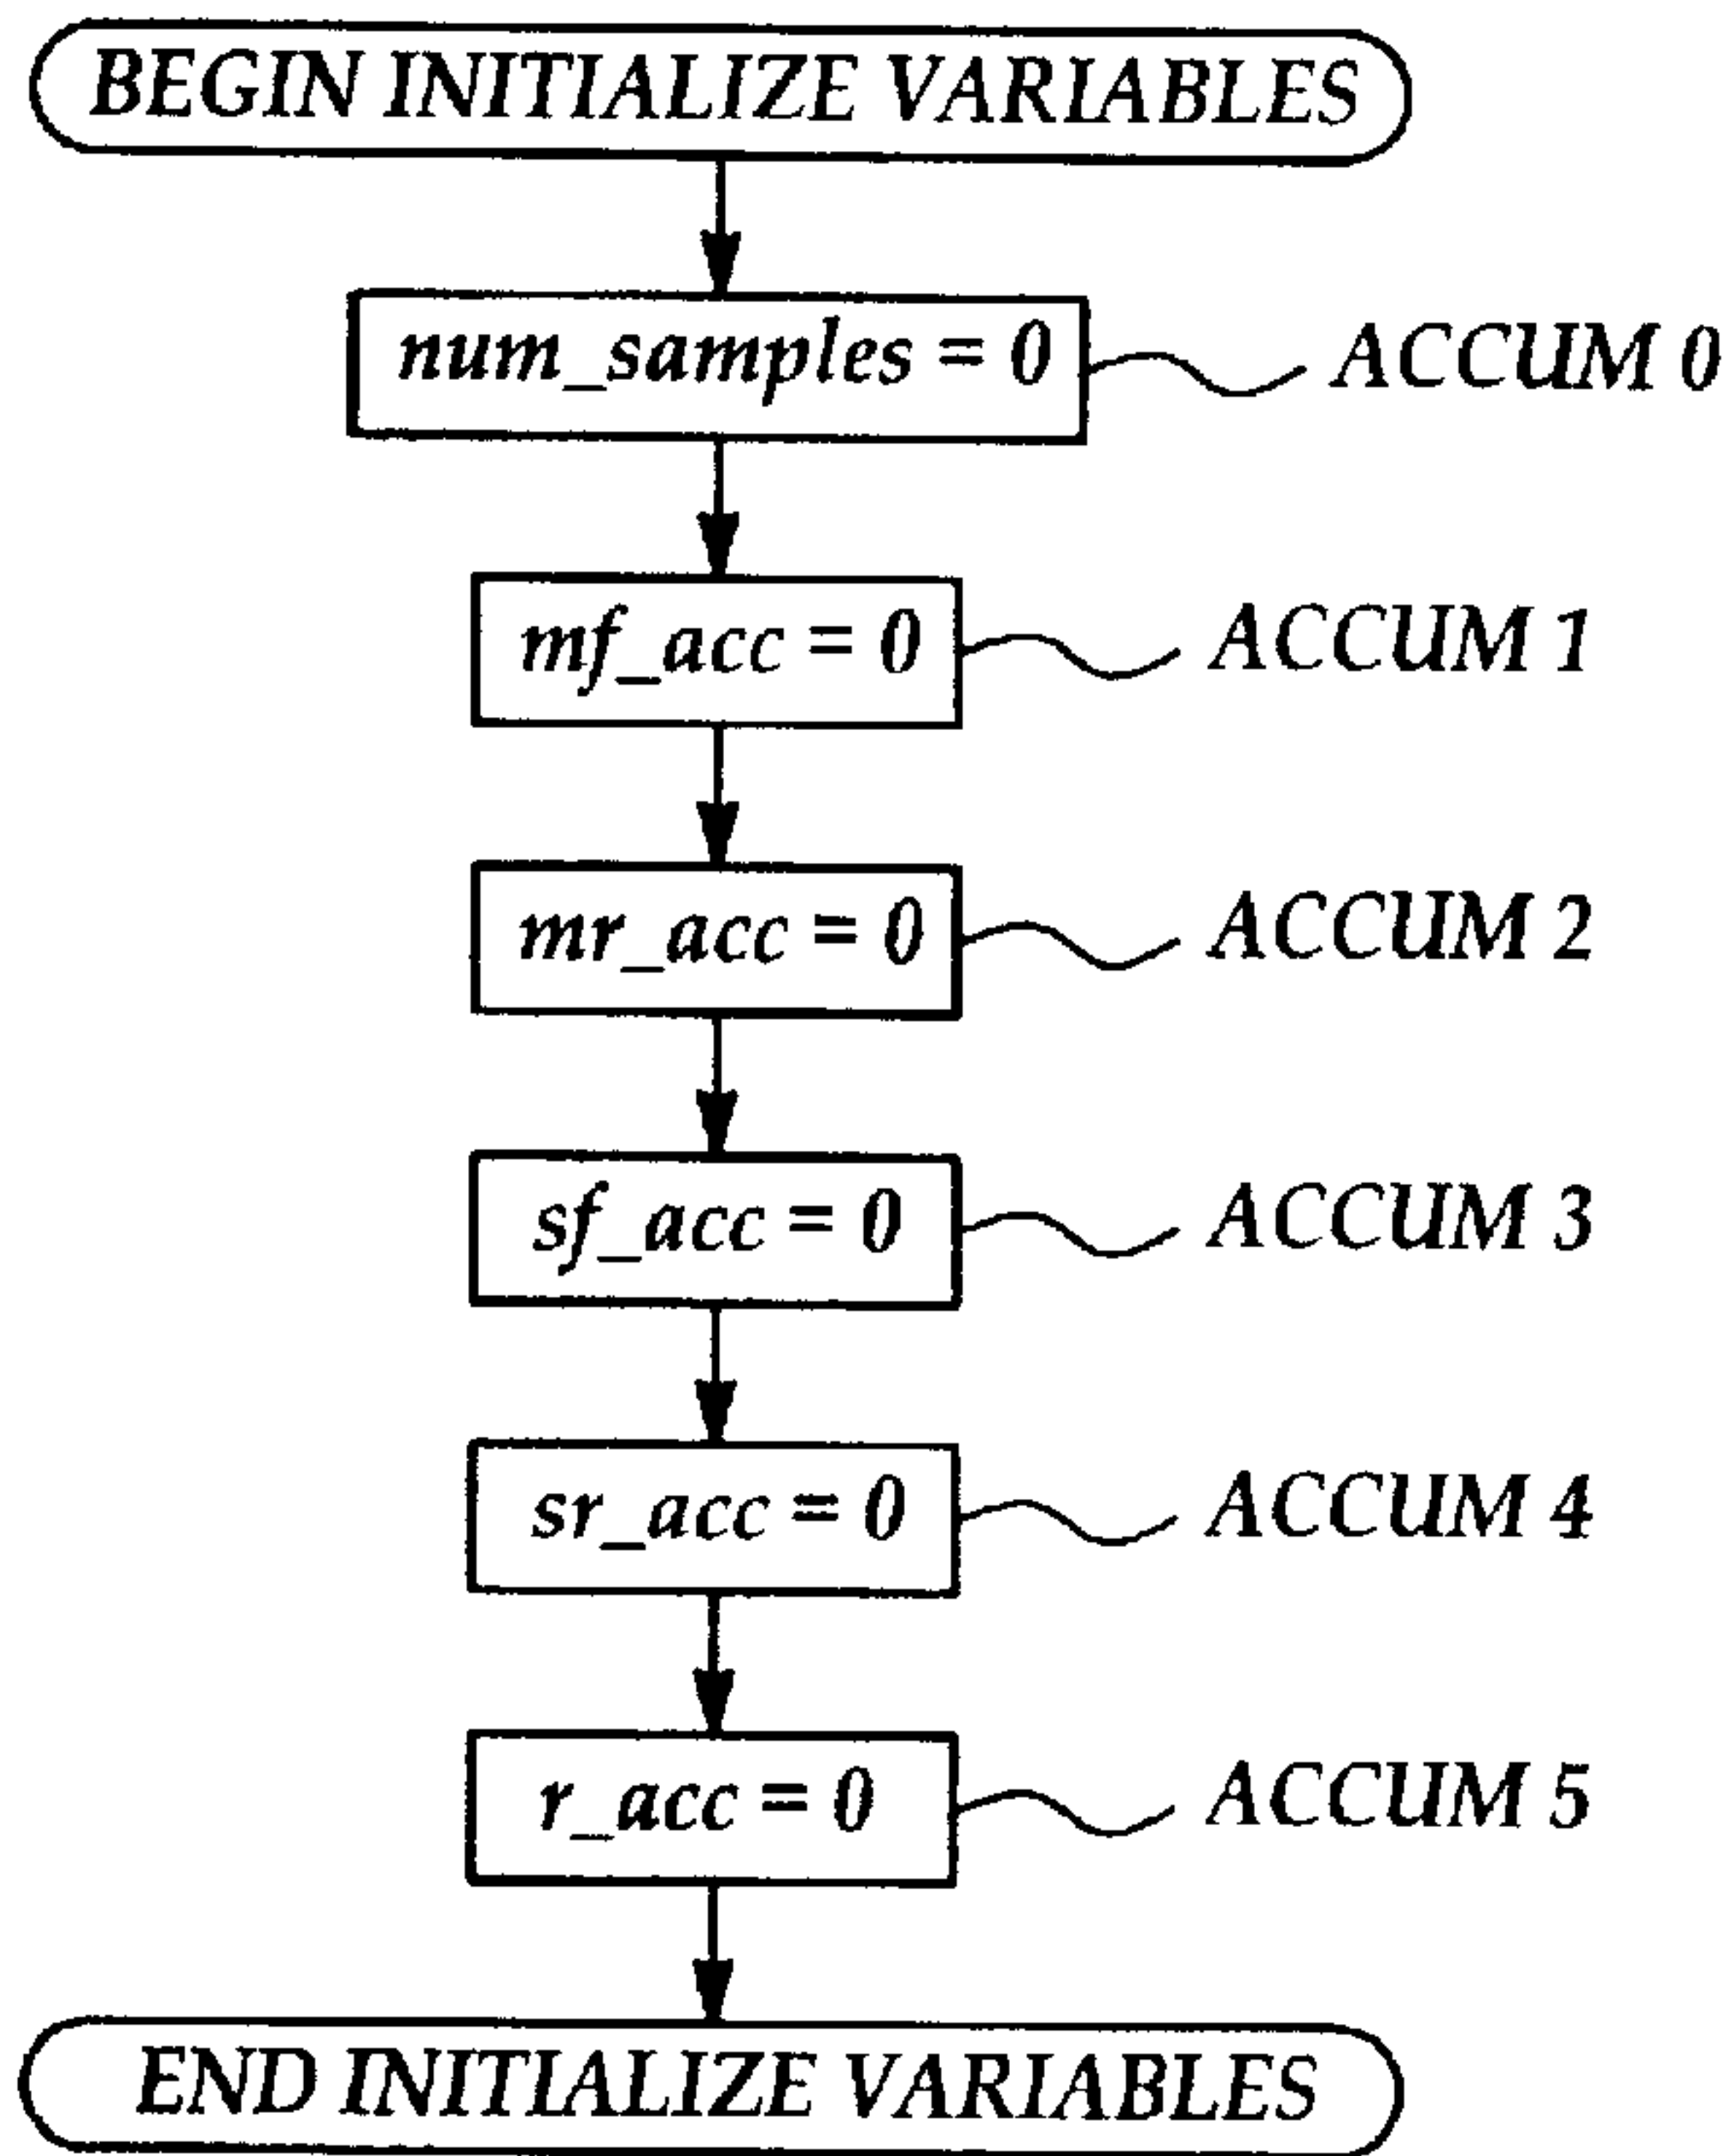 BEGIN INITIALIZE VARIABLES
num_samples = 0 ACCUM 0
mf_acc = 0 ACCUM 1
mr_acc = 0 ACCUM 2
sf_acc = 0 ACCUM 3
sr_acc = 0 ACCUM 4
r_acc = 0 ACCUM 5
END INITIALIZE VARIABLES